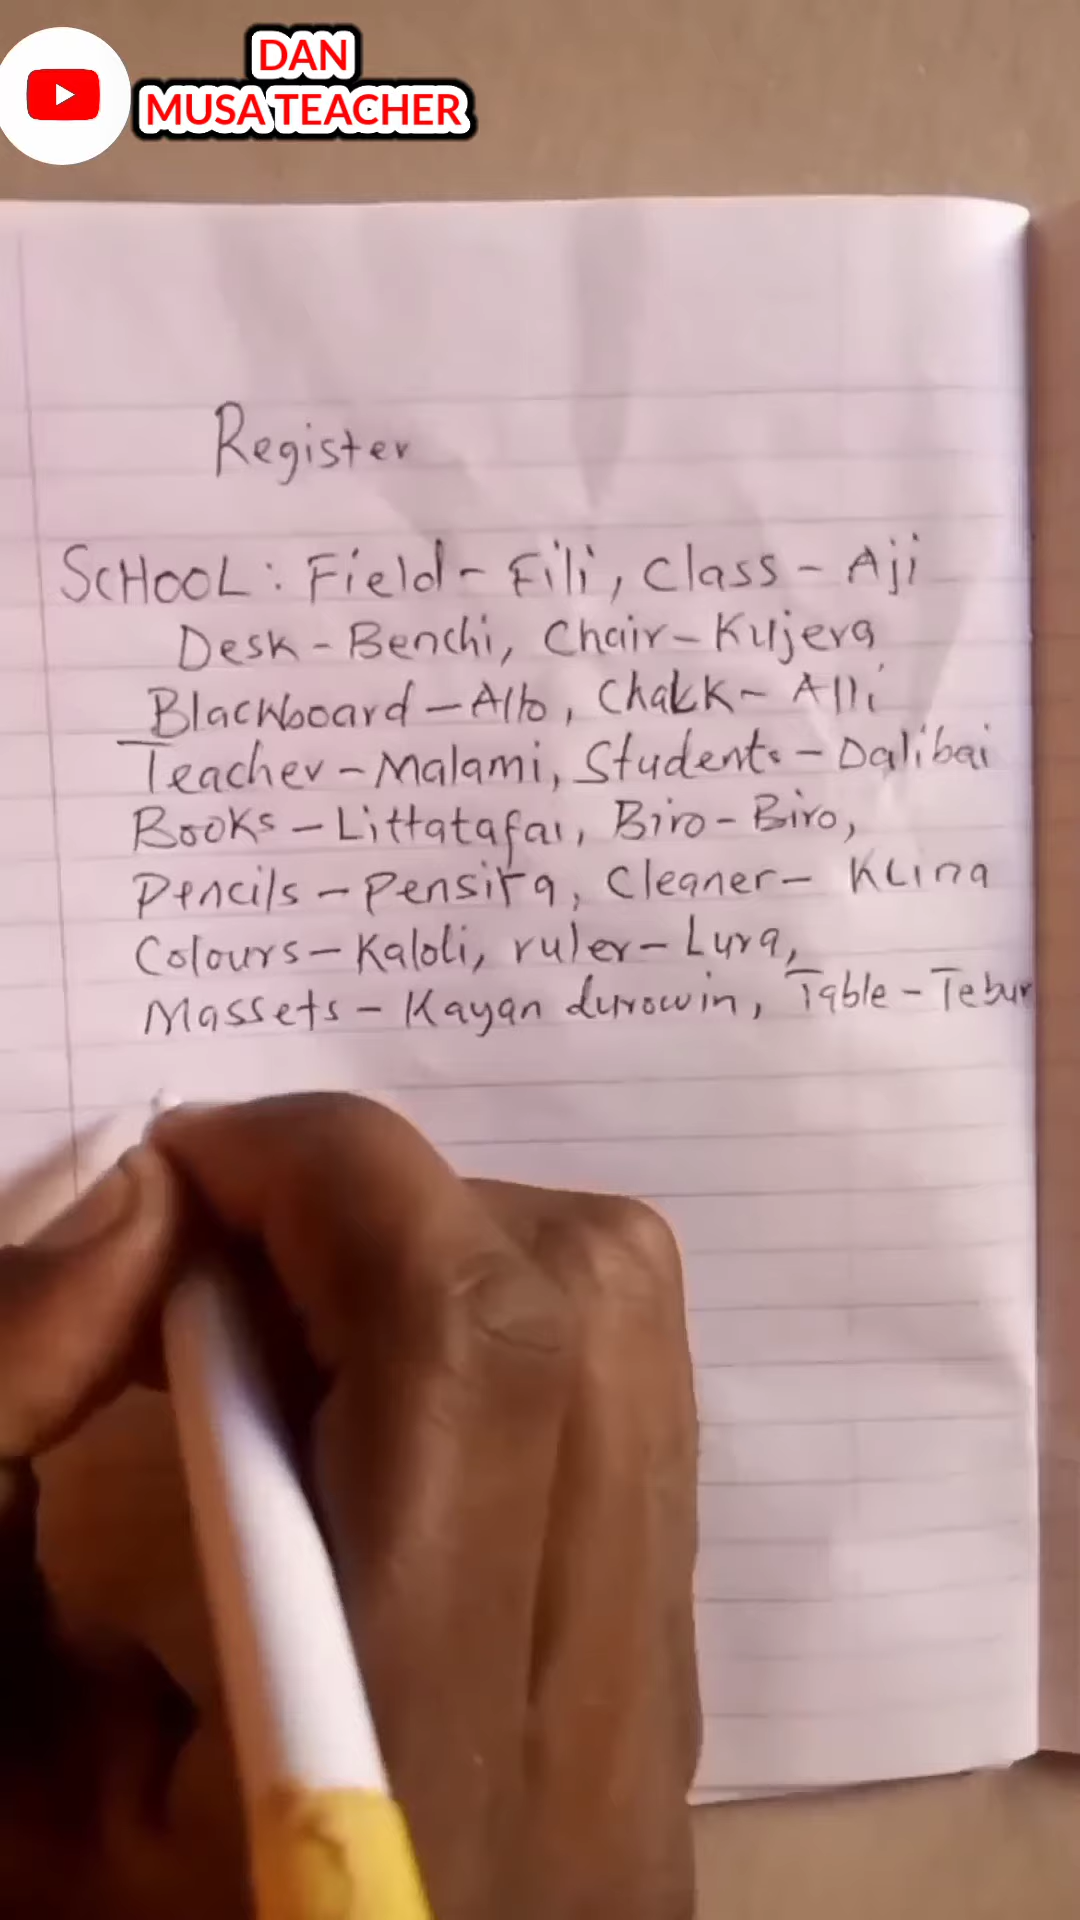 DAN
MUSA TEACHER
Register
SCHOOL: Field - Fili, Class - Aji
Desk - Benchi, Chair - Kujera
Blackboard - Allo, Chalk - Alli
Teacher - Malami, Students - Dalibai
Books - Littatafai, Biro - Biro,
Pencils - Pensira, Cleaner - Klina
Colours - Kaloli, ruler - Lura,
Massets - Kayan durowin, Table - Tebur